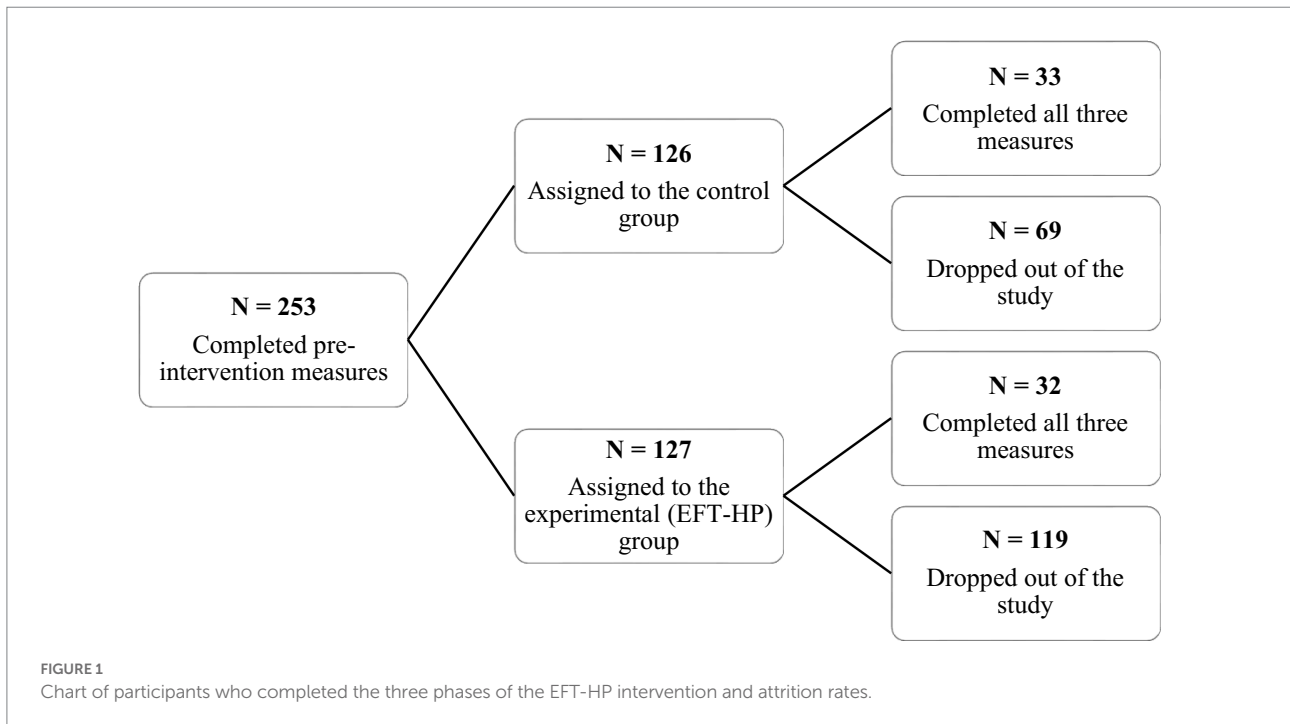 N = 253
Completed pre-
intervention measures
N = 126
Assigned to the control
group
N = 127
Assigned to the
experimental (EFT-HP)
group
N = 33
Completed all three
measures
N = 69
Dropped out of the
study
N = 32
Completed all three
measures
N = 119
Dropped out of the
study
FIGURE 1
Chart of participants who completed the three phases of the EFT-HP intervention and attrition rates.